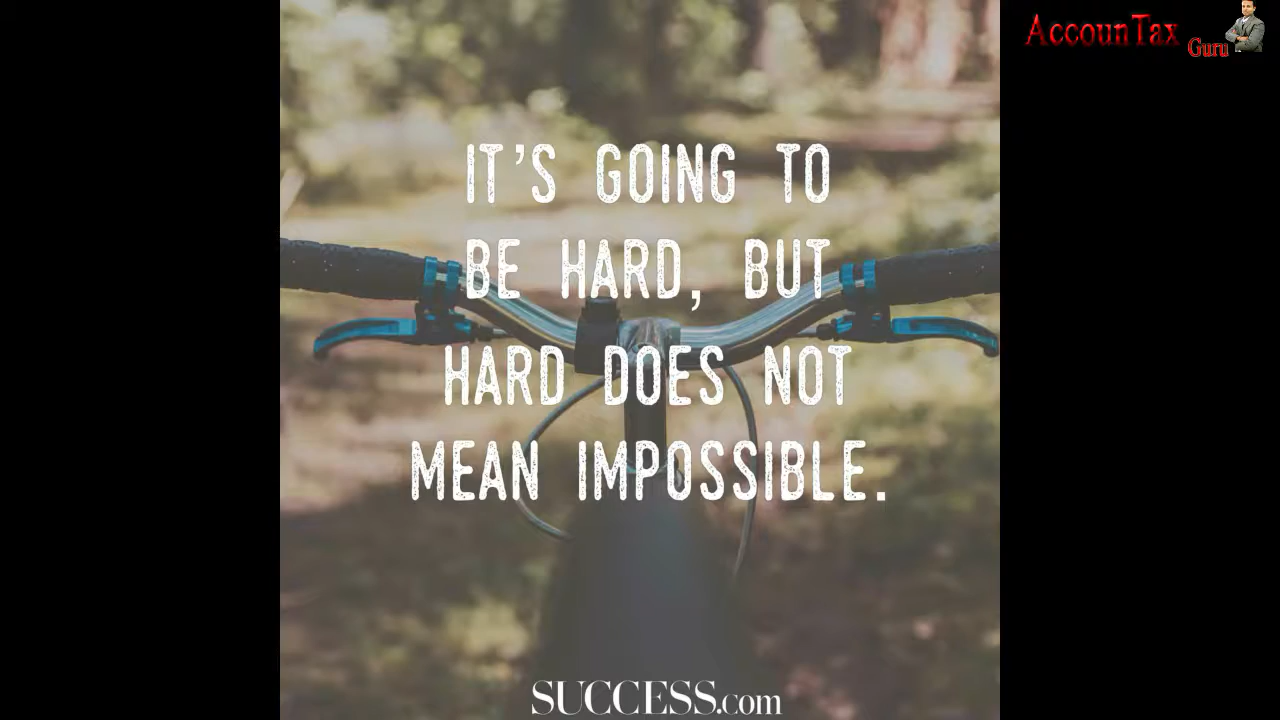 AccounTax
Guru
IT'S GOING TO
BE HARD, BUT
HARD DOES NOT
MEAN IMPOSSIBLE.
SUCCESS.com